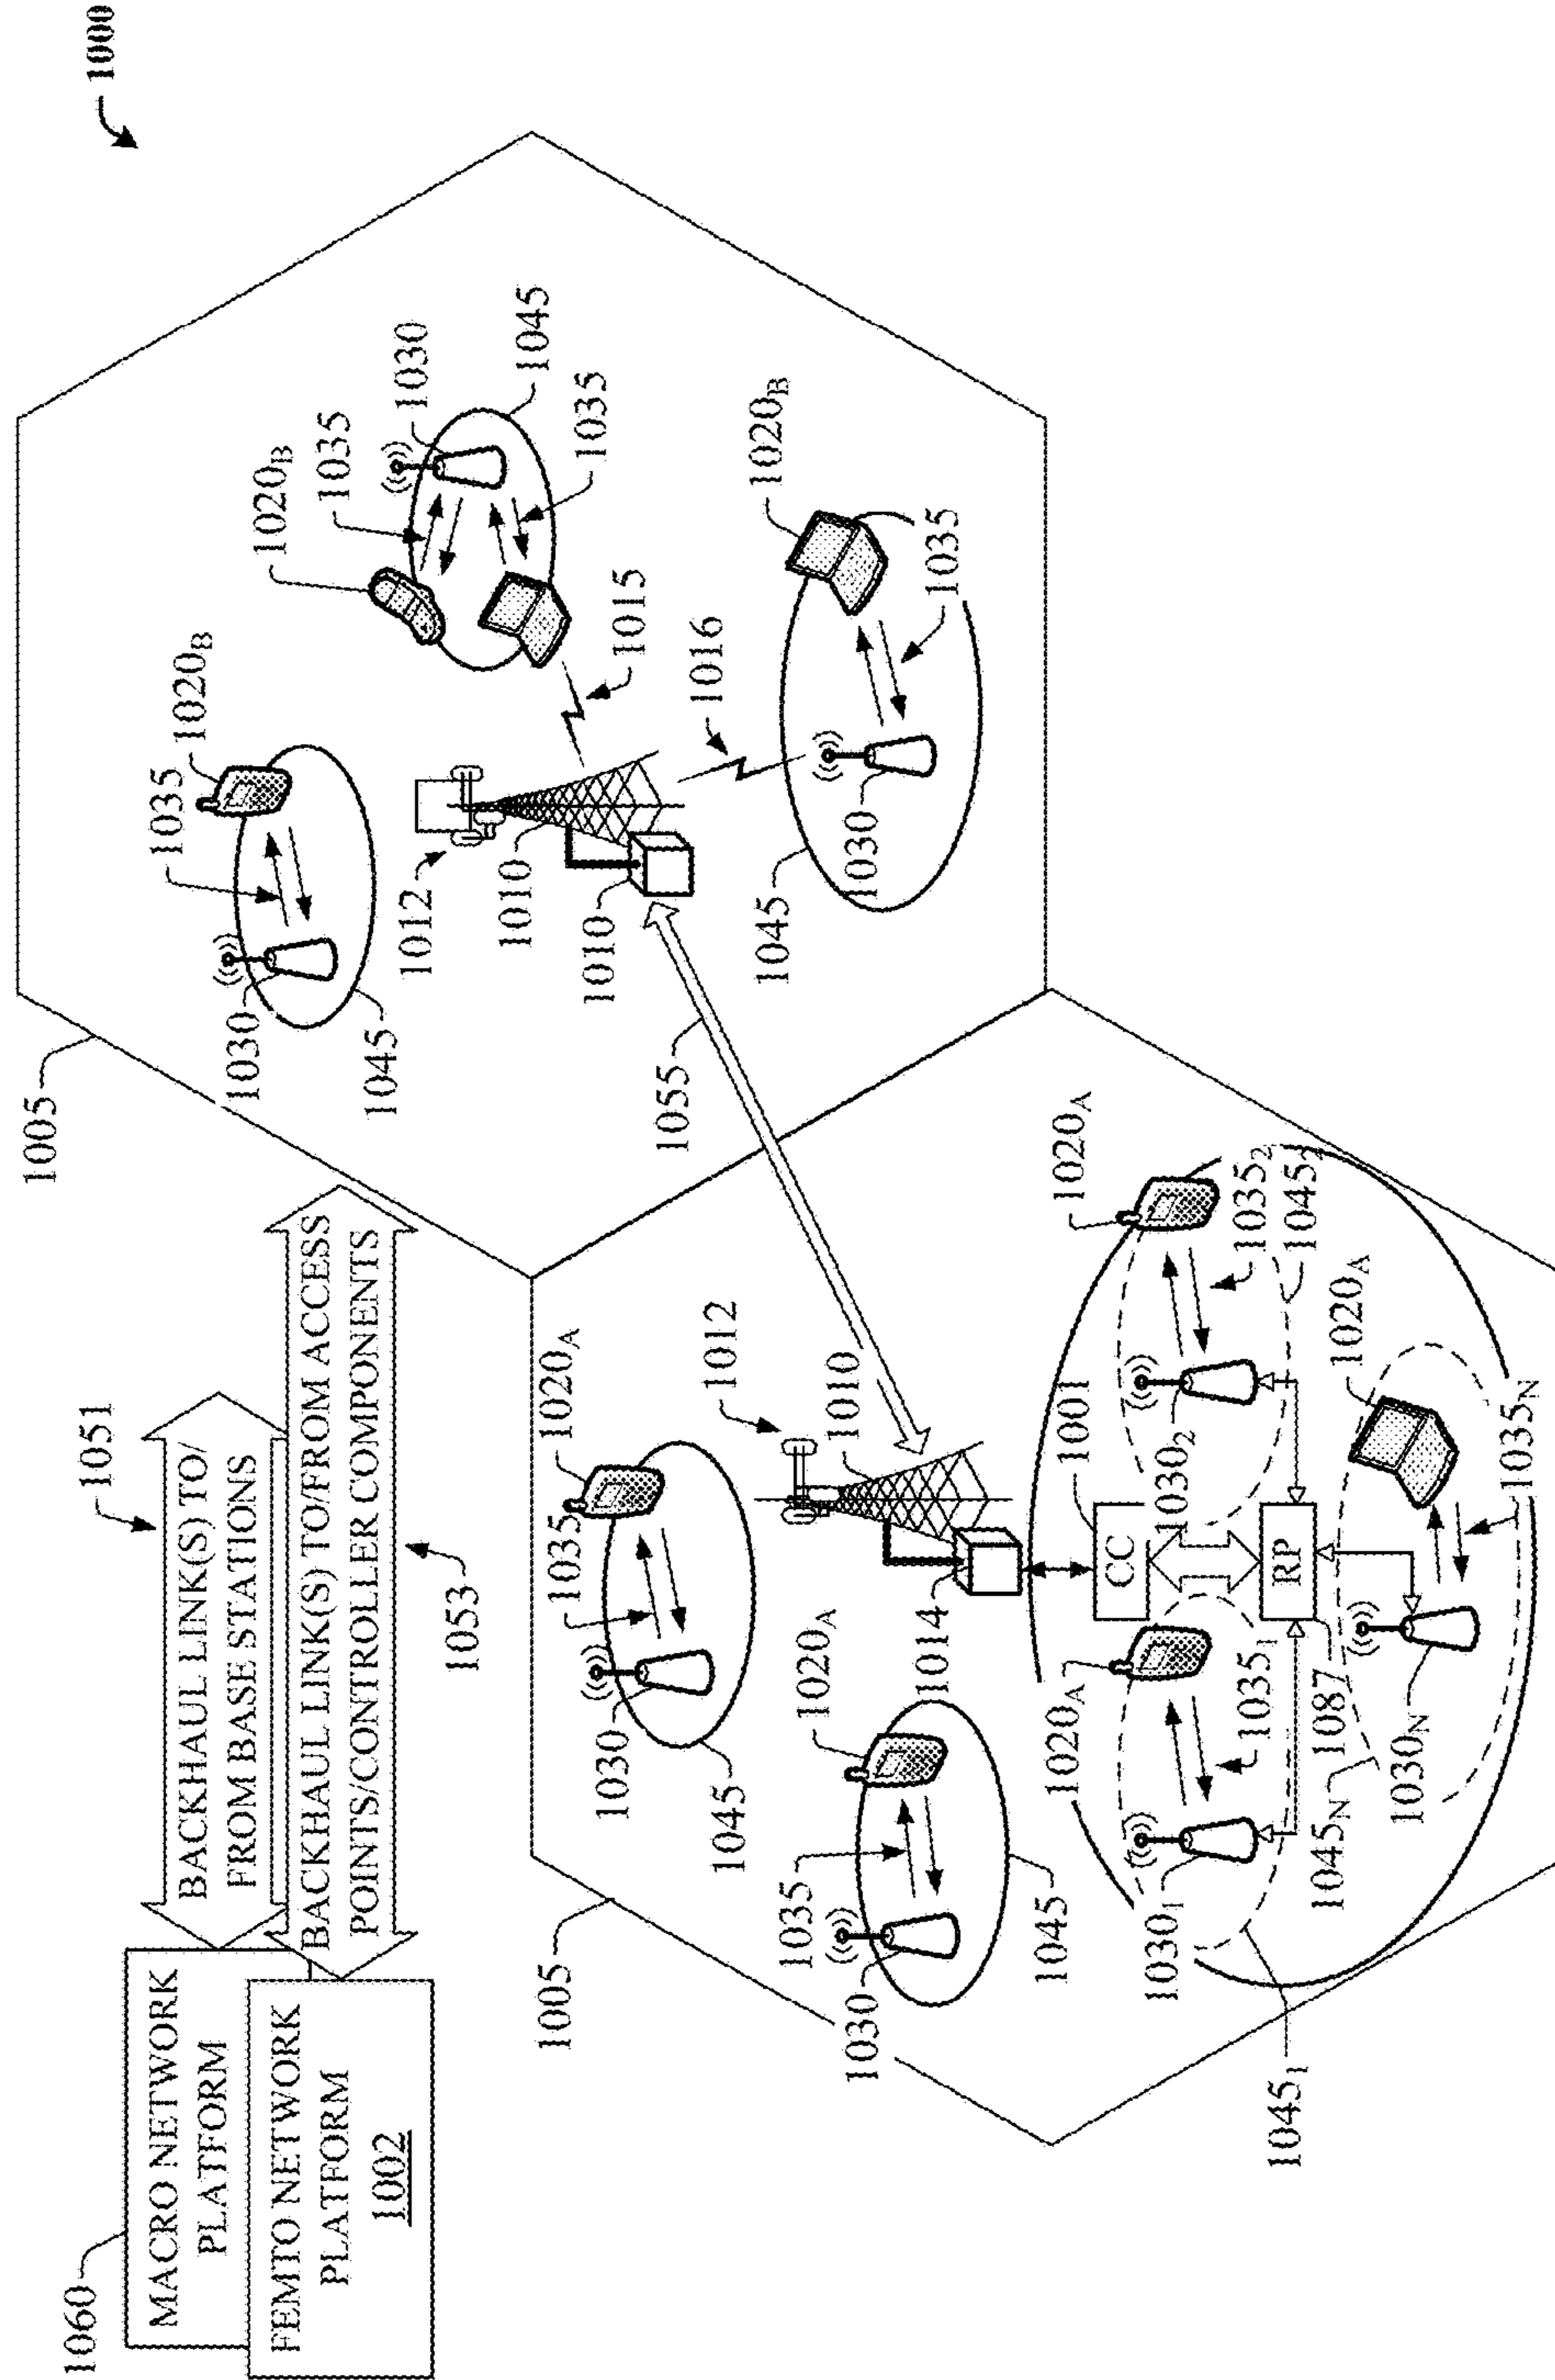 1000
1060
MACRO NETWORK
PLATFORM
FEMTO NETWORK
PLATFORM
1002
1051
BACKHAUL LINK(S) TO/
FROM BASE STATIONS
BACKHAUL LINK(S) TO/FROM ACCESS
POINTS/CONTROLLER COMPONENTS
1053
1005
1030
1035
1020B
1045
1012
1010
1010
1020B
1035
1030
1045
1035
1015
1016
1020B
1035
1030
1045
1055
1005
1030
1035
1020A
1045
1012
1010
1014
1030
1035
1020A
1045
1001
CC
RP
1087
1020A
1035₁
1030₁
1045₁
1020A
1035₂
1045₂
1030₂
1020A
1035N
1030N
1045N